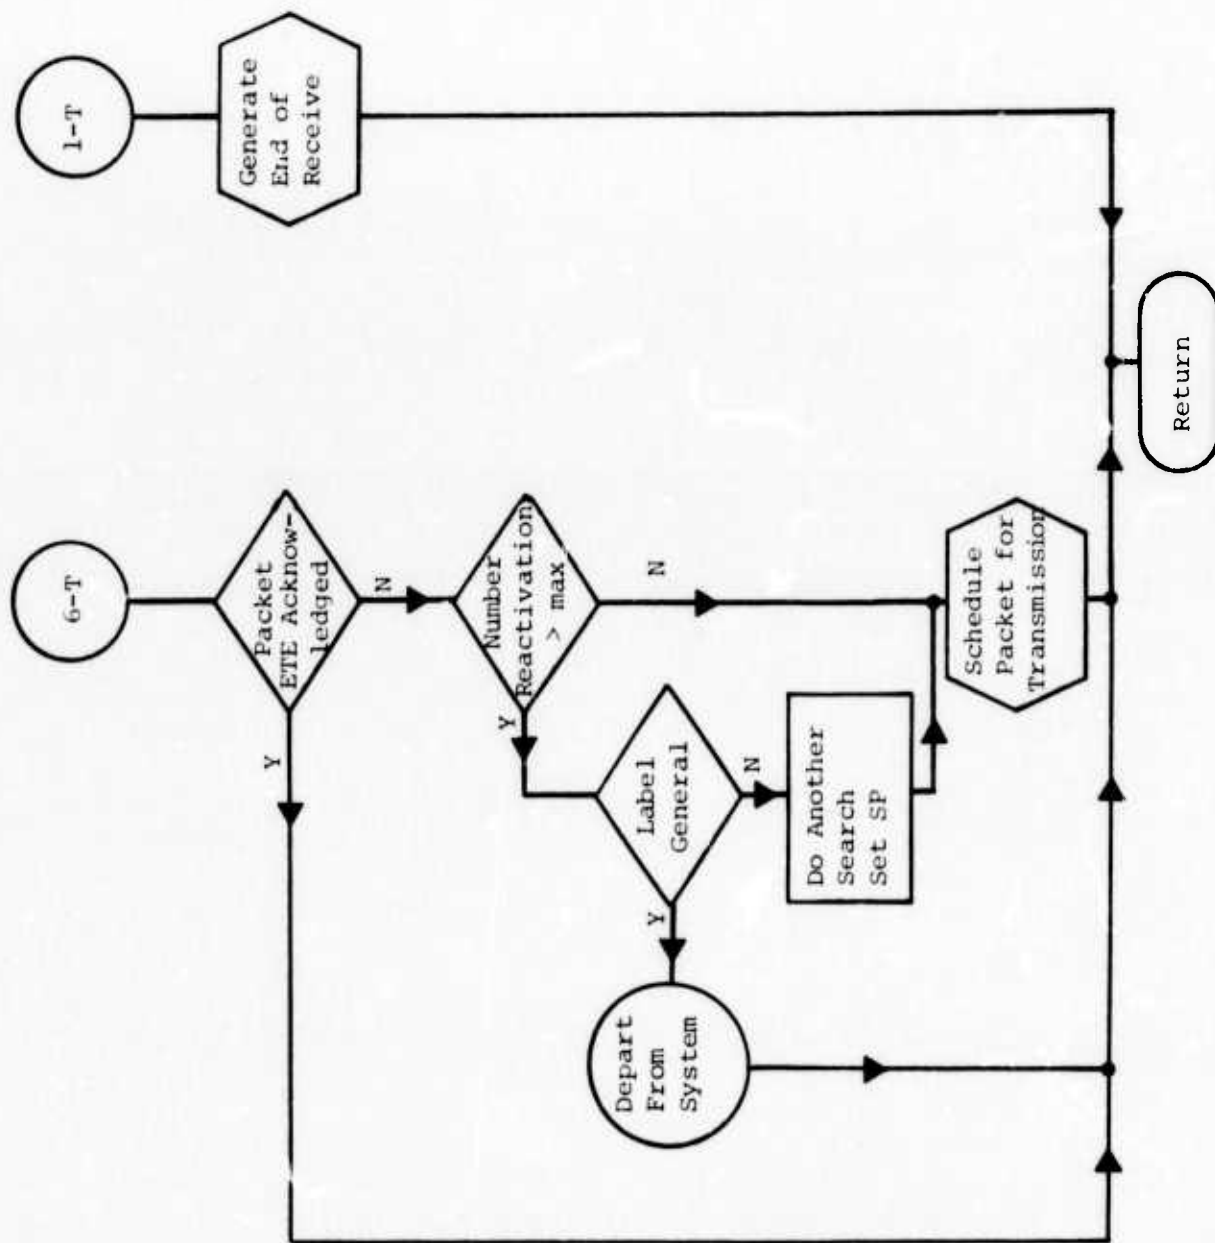 6-T
Packet
ETE Acknow-
ledged
Y
N
Number
Reactivation
> max
Y
N
Label
General
Y
N
Depart
From
System
Do Another
Search
Set SP
Schedule
Packet for
Transmission
1-T
Generate
End of
Receive
Return